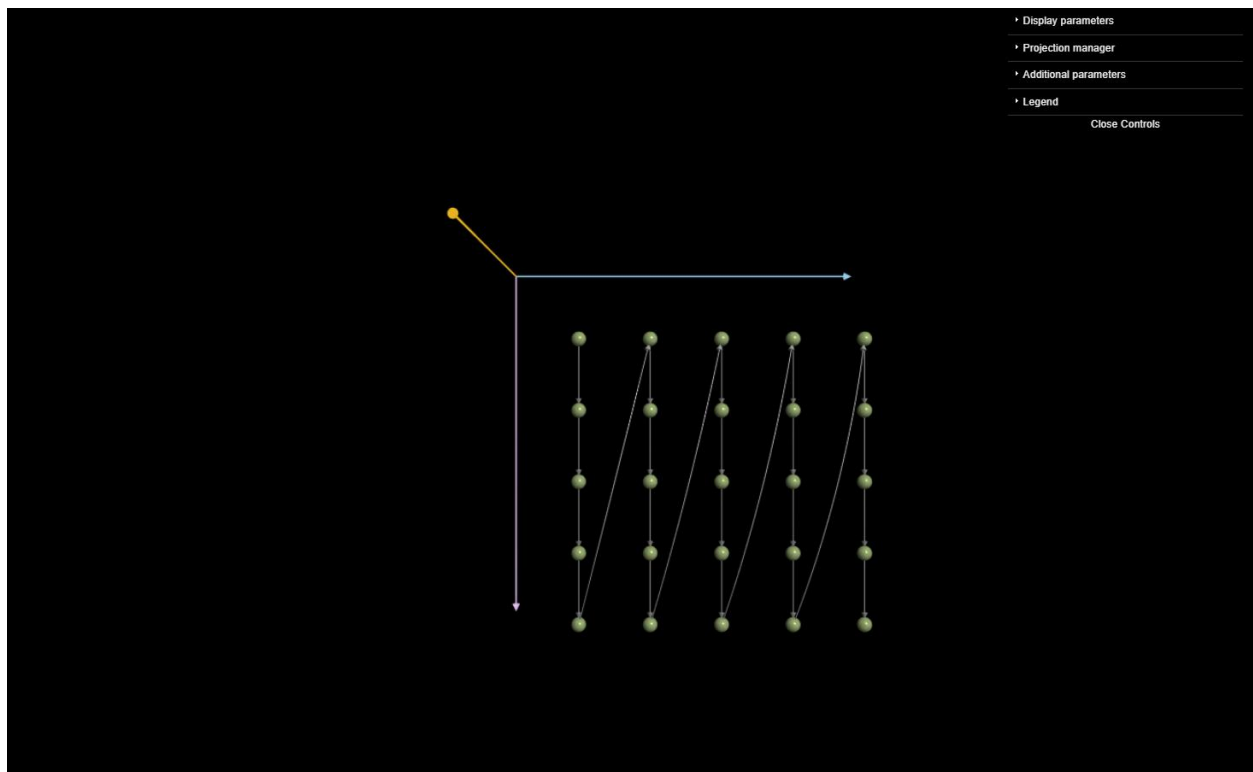 Display parameters
Projection manager
Additional parameters
Legend
Close Controls